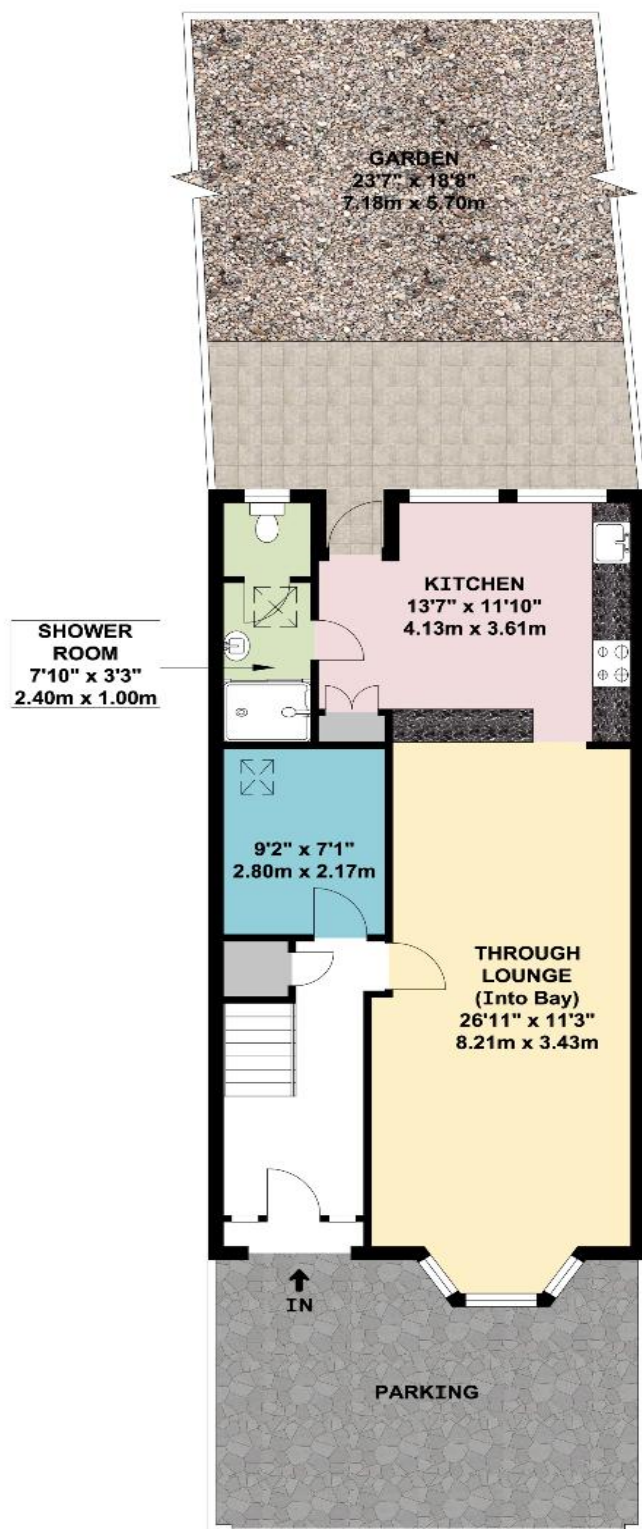 GARDEN
23'7" x 18'8"
7.18m x 5.70m
KITCHEN
13'7" x 11'10"
4.13m x 3.61m
SHOWER
ROOM
7'10" x 3'3"
2.40m x 1.00m
9'2" x 7'1"
2.80m x 2.17m
THROUGH
LOUNGE
(Into Bay)
26'11" x 11'3"
8.21m x 3.43m
IN
PARKING